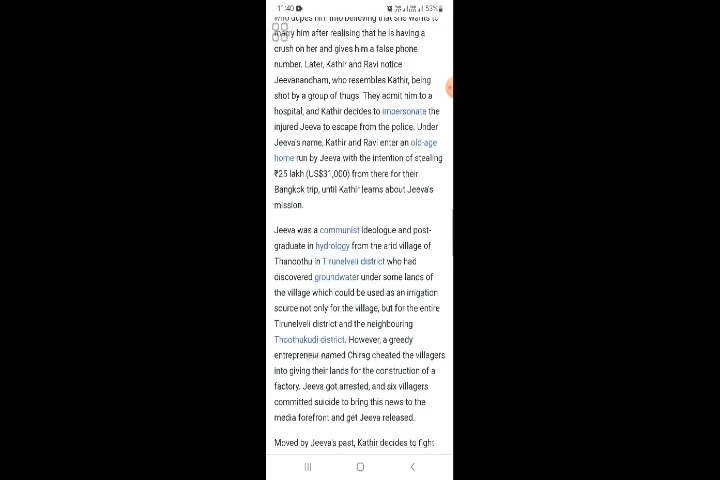 11:40 53%
who dupes him into believing that she wants to
marry him after realising that he is having a
crush on her and gives him a false phone
number. Later, Kathir and Ravi notice
Jeevanandham, who resembles Kathir, being
shot by a group of thugs. They admit him to a
hospital, and Kathir decides to impersonate the
injured Jeeva to escape from the police. Under
Jeeva's name, Kathir and Ravi enter an old-age
home run by Jeeva with the intention of stealing
₹25 lakh (US$31,000) from there for their
Bangkok trip, until Kathir learns about Jeeva's
mission.
Jeeva was a communist ideologue and post-
graduate in hydrology from the arid village of
Thanoothu in Tirunelveli district who had
discovered groundwater under some lands of
the village which could be used as an irrigation
source not only for the village, but for the entire
Tirunelveli district and the neighbouring
Thoothukudi district. However, a greedy
entrepreneur named Chirag cheated the villagers
into giving their lands for the construction of a
factory. Jeeva got arrested, and six villagers
committed suicide to bring this news to the
media forefront and get Jeeva released.
Moved by Jeeva's past, Kathir decides to fight